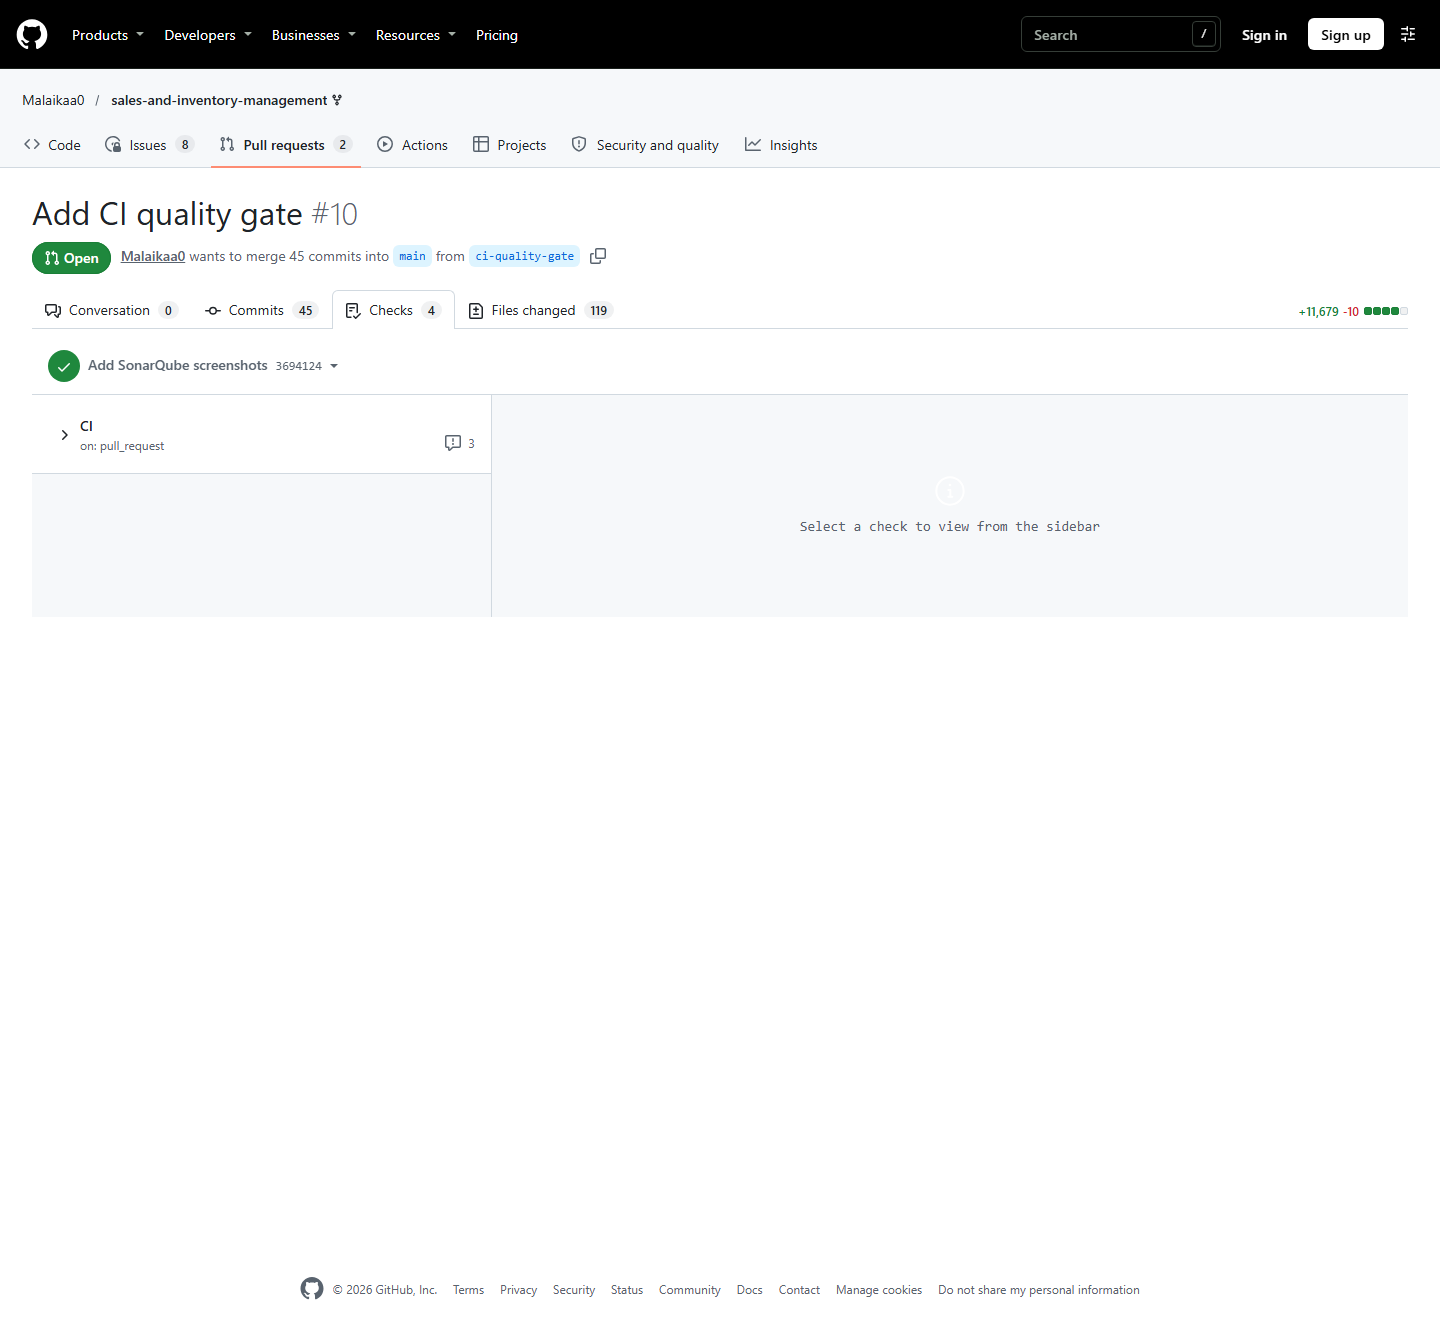 Products Developers Businesses Resources Pricing Search / Sign in Sign up
Malaikaa0 / sales-and-inventory-management
Code Issues 8 Pull requests 2 Actions Projects Security and quality Insights
Add CI quality gate #10
Open Malaikaa0 wants to merge 45 commits into main from ci-quality-gate
Conversation 0 Commits 45 Checks 4 Files changed 119 +11,679 -10
Add SonarQube screenshots 3694124
CI
on: pull_request 3
Select a check to view from the sidebar
© 2026 GitHub, Inc. Terms Privacy Security Status Community Docs Contact Manage cookies Do not share my personal information